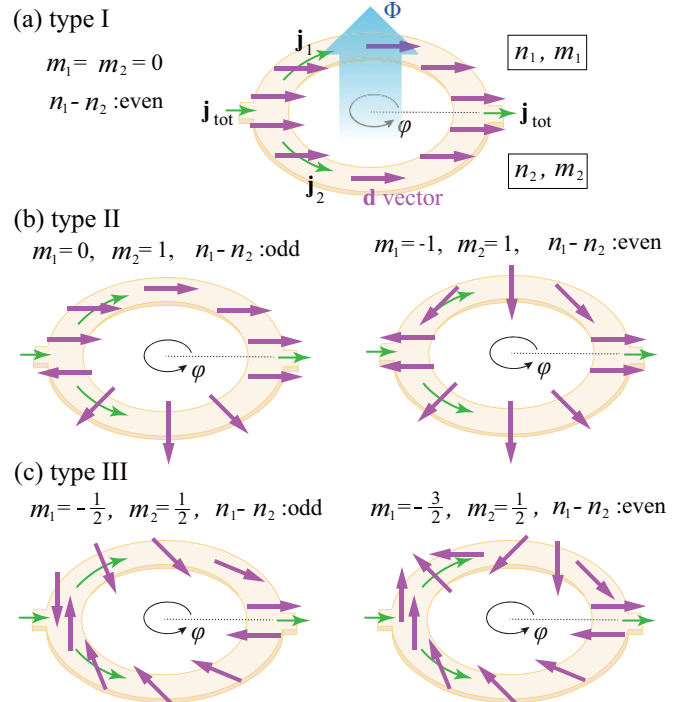 (a) type I
Φ
m₁= m₂= 0
n₁- n₂ :even
j₁
n₁, m₁
j_tot
φ
j_tot
j₂
n₂, m₂
d vector
(b) type II
m₁= 0, m₂= 1, n₁- n₂ :odd
m₁= -1, m₂= 1, n₁- n₂ :even
φ
φ
(c) type III
m₁= - 1/2, m₂= 1/2, n₁- n₂ :odd
m₁= - 3/2, m₂= 1/2, n₁- n₂ :even
φ
φ